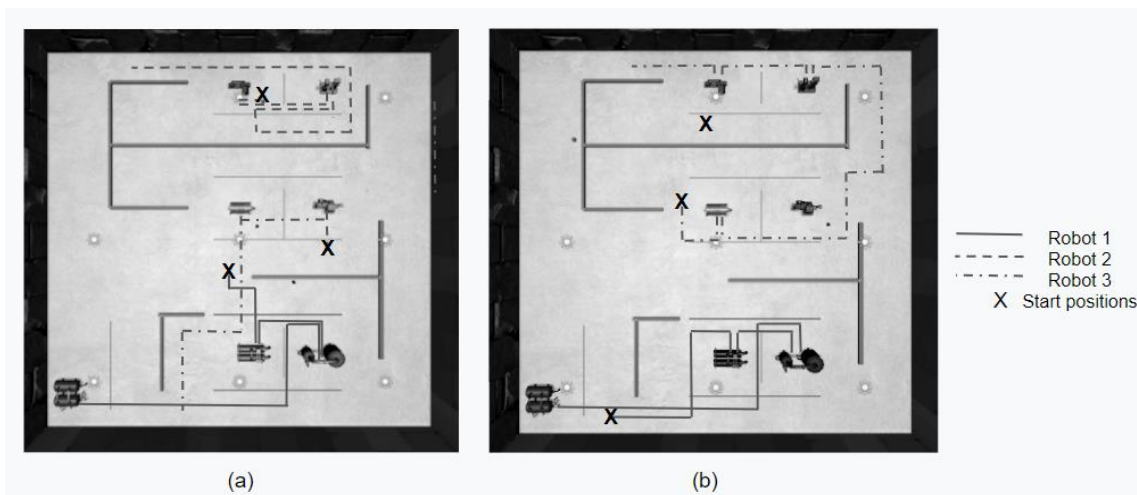 X
X
X
X
X
X
Robot 1
Robot 2
Robot 3
X Start positions
(a)
(b)